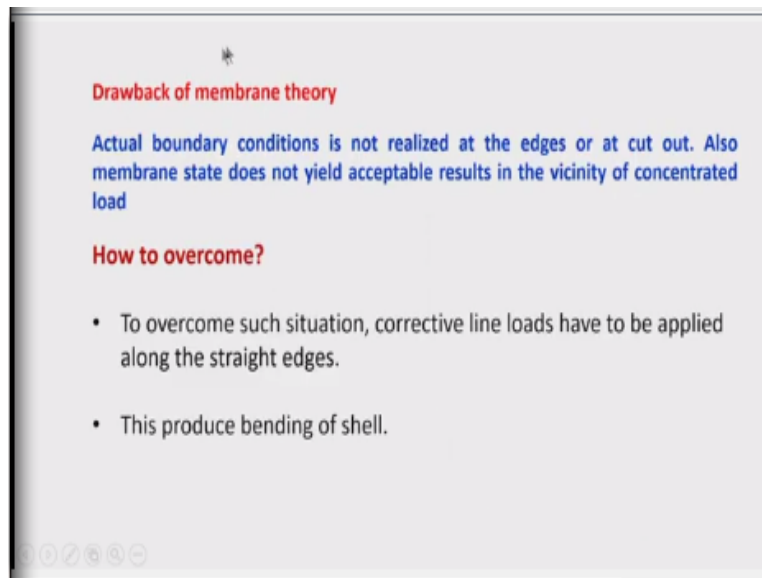 Drawback of membrane theory
Actual boundary conditions is not realized at the edges or at cut out. Also
membrane state does not yield acceptable results in the vicinity of concentrated
load
How to overcome?
• To overcome such situation, corrective line loads have to be applied
along the straight edges.
• This produce bending of shell.